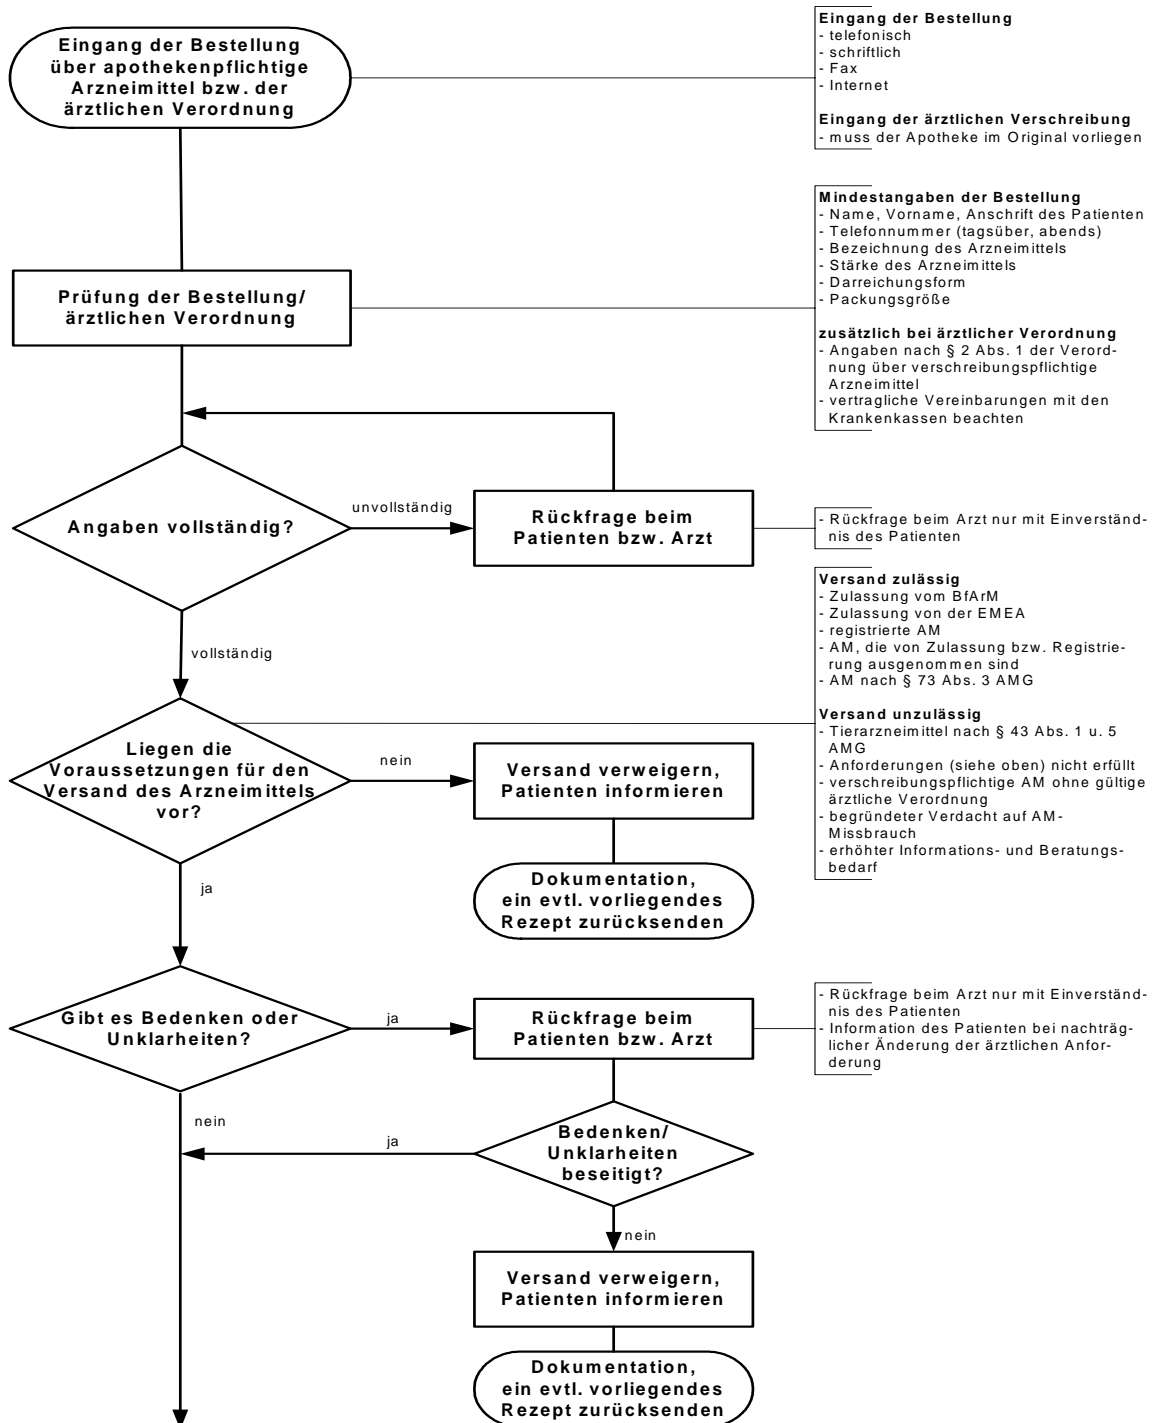 Eingang der Bestellung
über apothekenpflichtige
Arzneimittel bzw. der
ärztlichen Verordnung
Eingang der Bestellung
- telefonisch
- schriftlich
- Fax
- Internet
Eingang der ärztlichen Verschreibung
- muss der Apotheke im Original vorliegen
Prüfung der Bestellung/
ärztlichen Verordnung
Mindestangaben der Bestellung
- Name, Vorname, Anschrift des Patienten
- Telefonnummer (tagsüber, abends)
- Bezeichnung des Arzneimittels
- Stärke des Arzneimittels
- Darreichungsform
- Packungsgröße
zusätzlich bei ärztlicher Verordnung
- Angaben nach § 2 Abs. 1 der Verord-
nung über verschreibungspflichtige
Arzneimittel
- vertragliche Vereinbarungen mit den
Krankenkassen beachten
Angaben vollständig?
unvollständig
Rückfrage beim
Patienten bzw. Arzt
- Rückfrage beim Arzt nur mit Einverständ-
nis des Patienten
vollständig
Liegen die
Voraussetzungen für den
Versand des Arzneimittels
vor?
nein
Versand verweigern,
Patienten informieren
Dokumentation,
ein evtl. vorliegendes
Rezept zurücksenden
Versand zulässig
- Zulassung vom BfArM
- Zulassung von der EMEA
- registrierte AM
- AM, die von Zulassung bzw. Registrie-
rung ausgenommen sind
- AM nach § 73 Abs. 3 AMG
Versand unzulässig
- Tierarzneimittel nach § 43 Abs. 1 u. 5
AMG
- Anforderungen (siehe oben) nicht erfüllt
- verschreibungspflichtige AM ohne gültige
ärztliche Verordnung
- begründeter Verdacht auf AM-
Missbrauch
- erhöhter Informations- und Beratungs-
bedarf
ja
Gibt es Bedenken oder
Unklarheiten?
ja
Rückfrage beim
Patienten bzw. Arzt
- Rückfrage beim Arzt nur mit Einverständ-
nis des Patienten
- Information des Patienten bei nachträg-
licher Änderung der ärztlichen Anfor-
derung
nein
ja
Bedenken/
Unklarheiten
beseitigt?
nein
Versand verweigern,
Patienten informieren
Dokumentation,
ein evtl. vorliegendes
Rezept zurücksenden